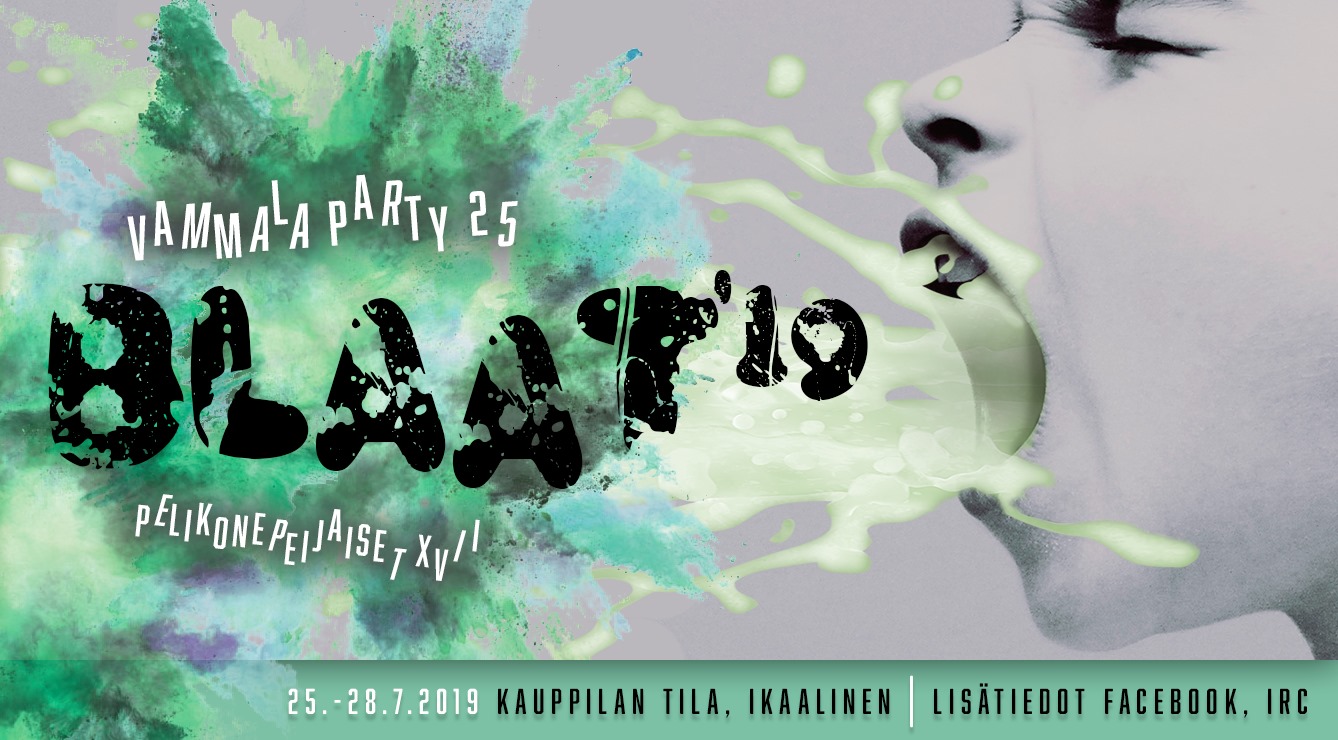 VAMMALA PARTY 25
BLAAT'19
PELIKONEPEIJAISET XVII
25.-28.7.2019 KAUPPILAN TILA, IKAALINEN | LISÄTIEDOT FACEBOOK, IRC